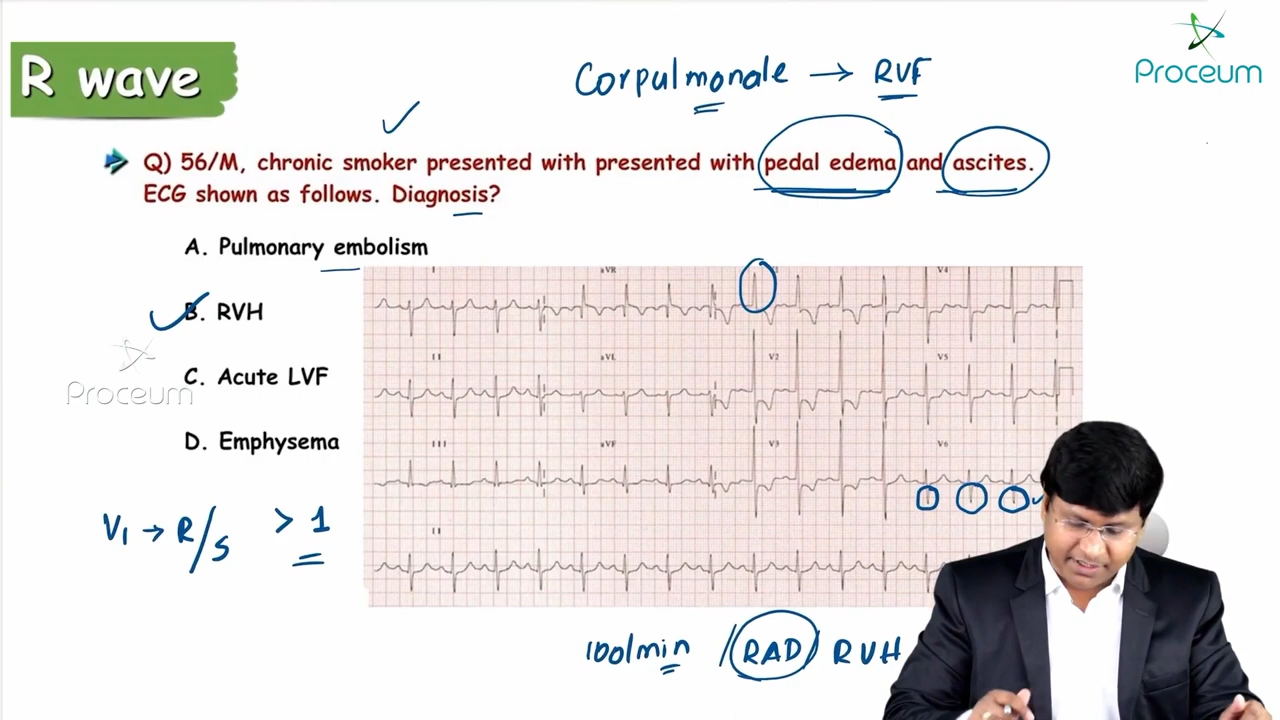 R wave
Corpulmonale → RVF
Proceum
Q) 56/M, chronic smoker presented with presented with pedal edema and ascites.
ECG shown as follows. Diagnosis?
A. Pulmonary embolism
B. RVH
C. Acute LVF
D. Emphysema
Proceum
I aVR V4
II aVL V2 V5
III aVF V3 V6
II
V1 → R/S > 1
100/min / RAD / RVH